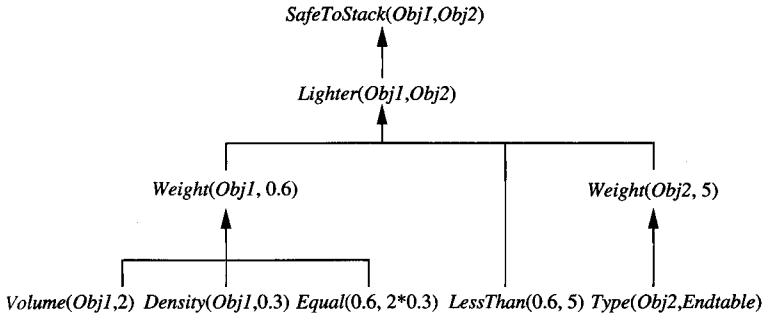 SafeToStack(Obj1,Obj2)
Lighter(Obj1,Obj2)
Weight(Obj1, 0.6) Weight(Obj2, 5)
Volume(Obj1,2) Density(Obj1,0.3) Equal(0.6, 2*0.3) LessThan(0.6, 5) Type(Obj2,Endtable)